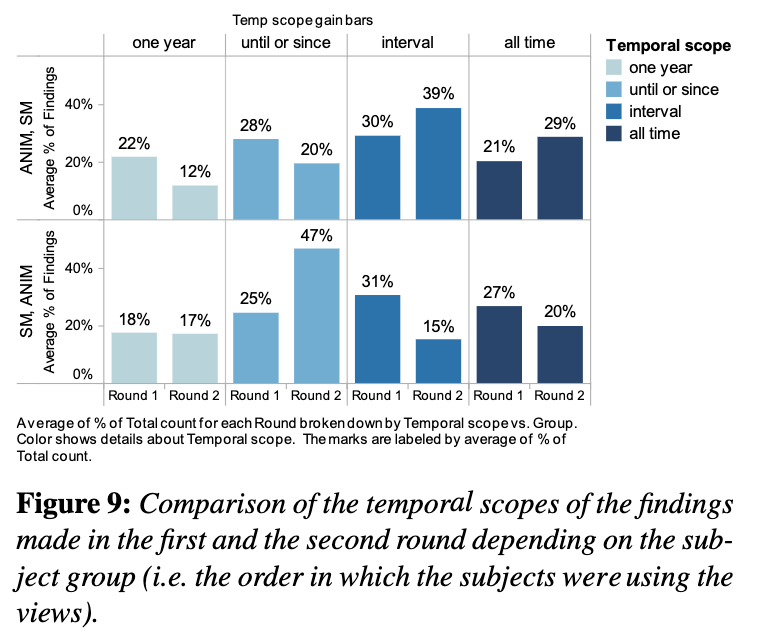 Temp scope gain bars
one year until or since interval all time
Temporal scope
one year
until or since
interval
all time
ANIM, SM
Average % of Findings
40%
20%
0%
22% 12% 28% 20% 30% 39% 21% 29%
SM, ANIM
Average % of Findings
40%
20%
0%
18% 17% 25% 47% 31% 15% 27% 20%
Round 1 Round 2 Round 1 Round 2 Round 1 Round 2 Round 1 Round 2
Average of % of Total count for each Round broken down by Temporal scope vs. Group.
Color shows details about Temporal scope. The marks are labeled by average of % of
Total count.
Figure 9: Comparison of the temporal scopes of the findings
made in the first and the second round depending on the sub-
ject group (i.e. the order in which the subjects were using the
views).